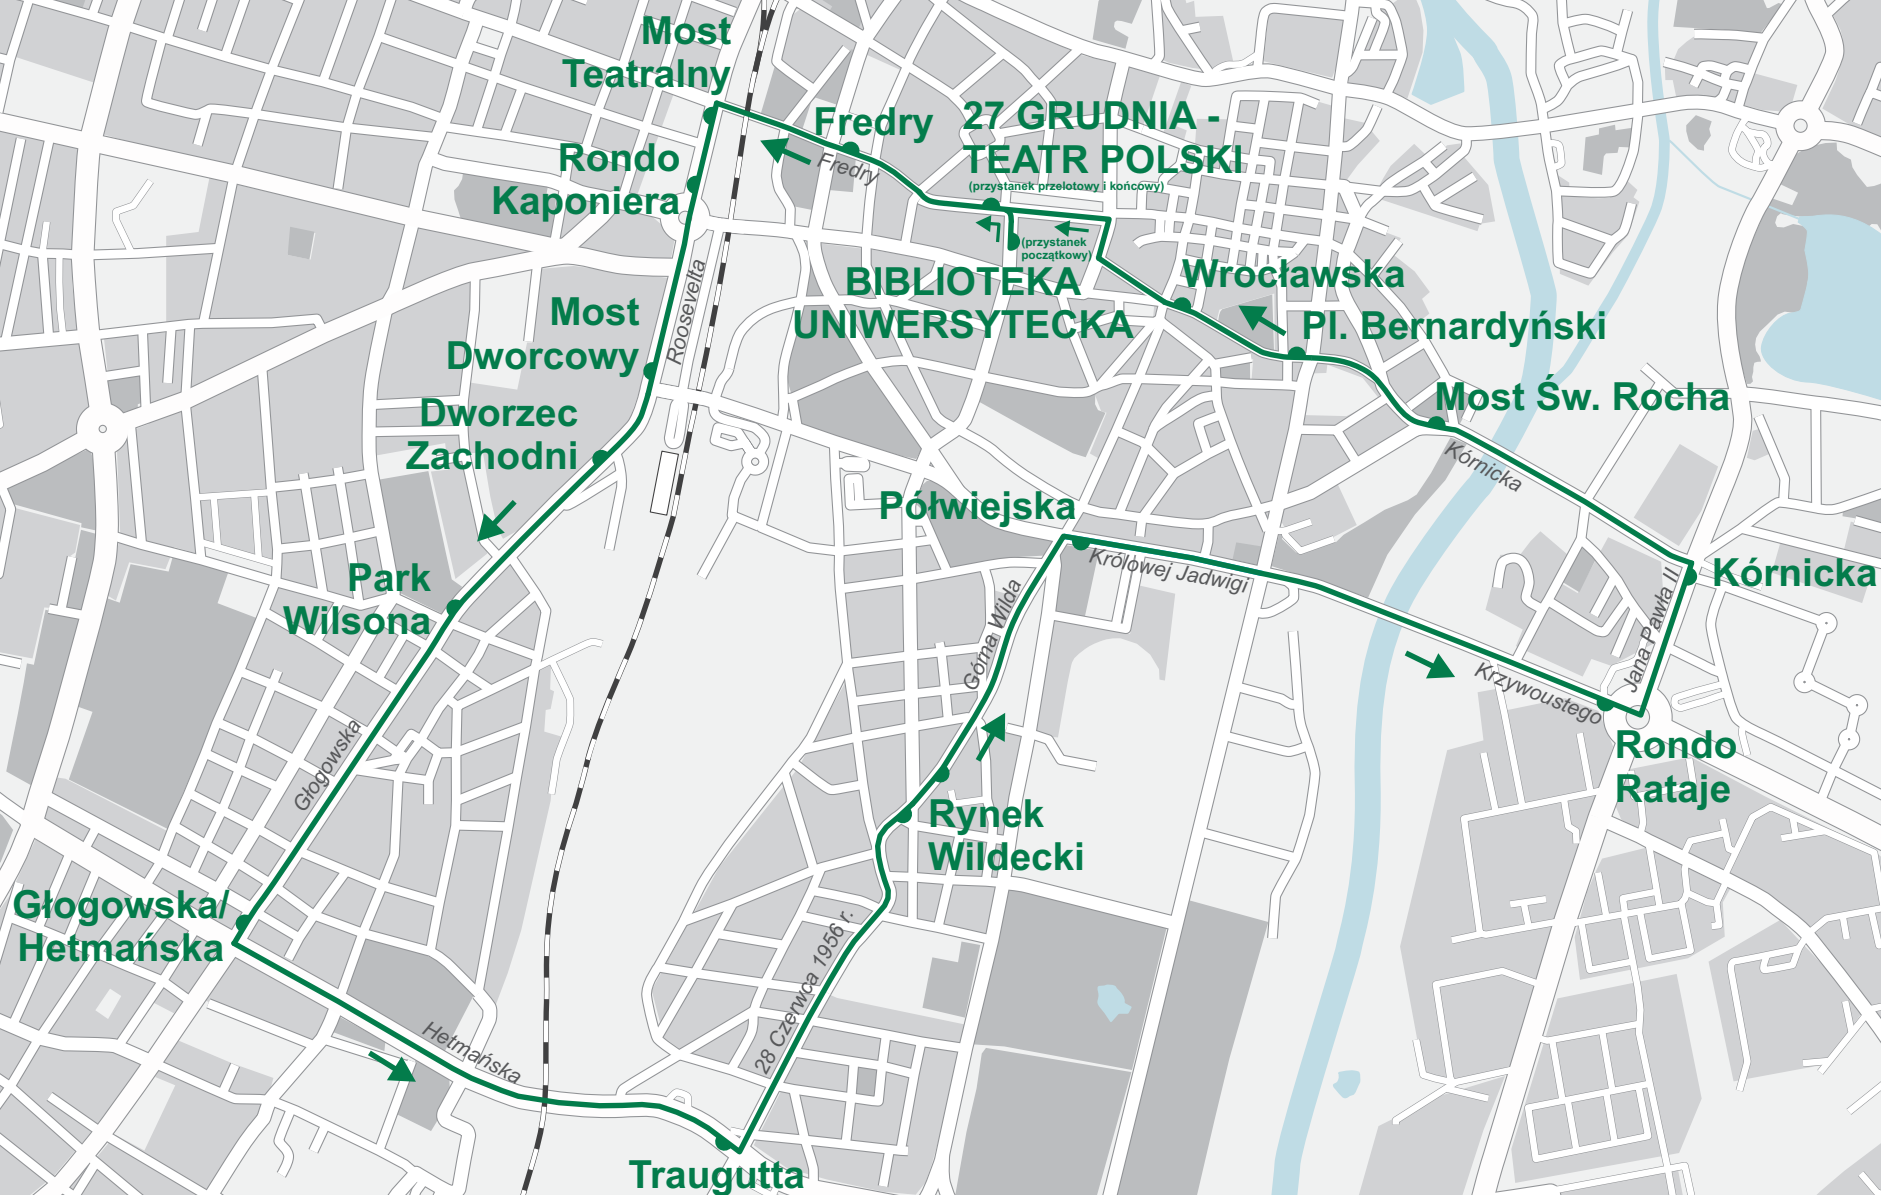 Most
Teatralny
Fredry
27 GRUDNIA -
TEATR POLSKI
(przystanek przelotowy i końcowy)
Fredry
Rondo
Kaponiera
(przystanek
początkowy)
BIBLIOTEKA
UNIWERSYTECKA
Wrocławska
Pl. Bernardyński
Most
Dworcowy
Roosevelta
Most Św. Rocha
Dworzec
Zachodni
Kórnicka
Półwiejska
Królowej Jadwigi
Kórnicka
Park
Wilsona
Górna Wilda
Jana Pawła II
Krzywoustego
Rondo
Rataje
Głogowska
Rynek
Wildecki
Głogowska/
Hetmańska
28 Czerwca 1956 r.
Hetmańska
Traugutta